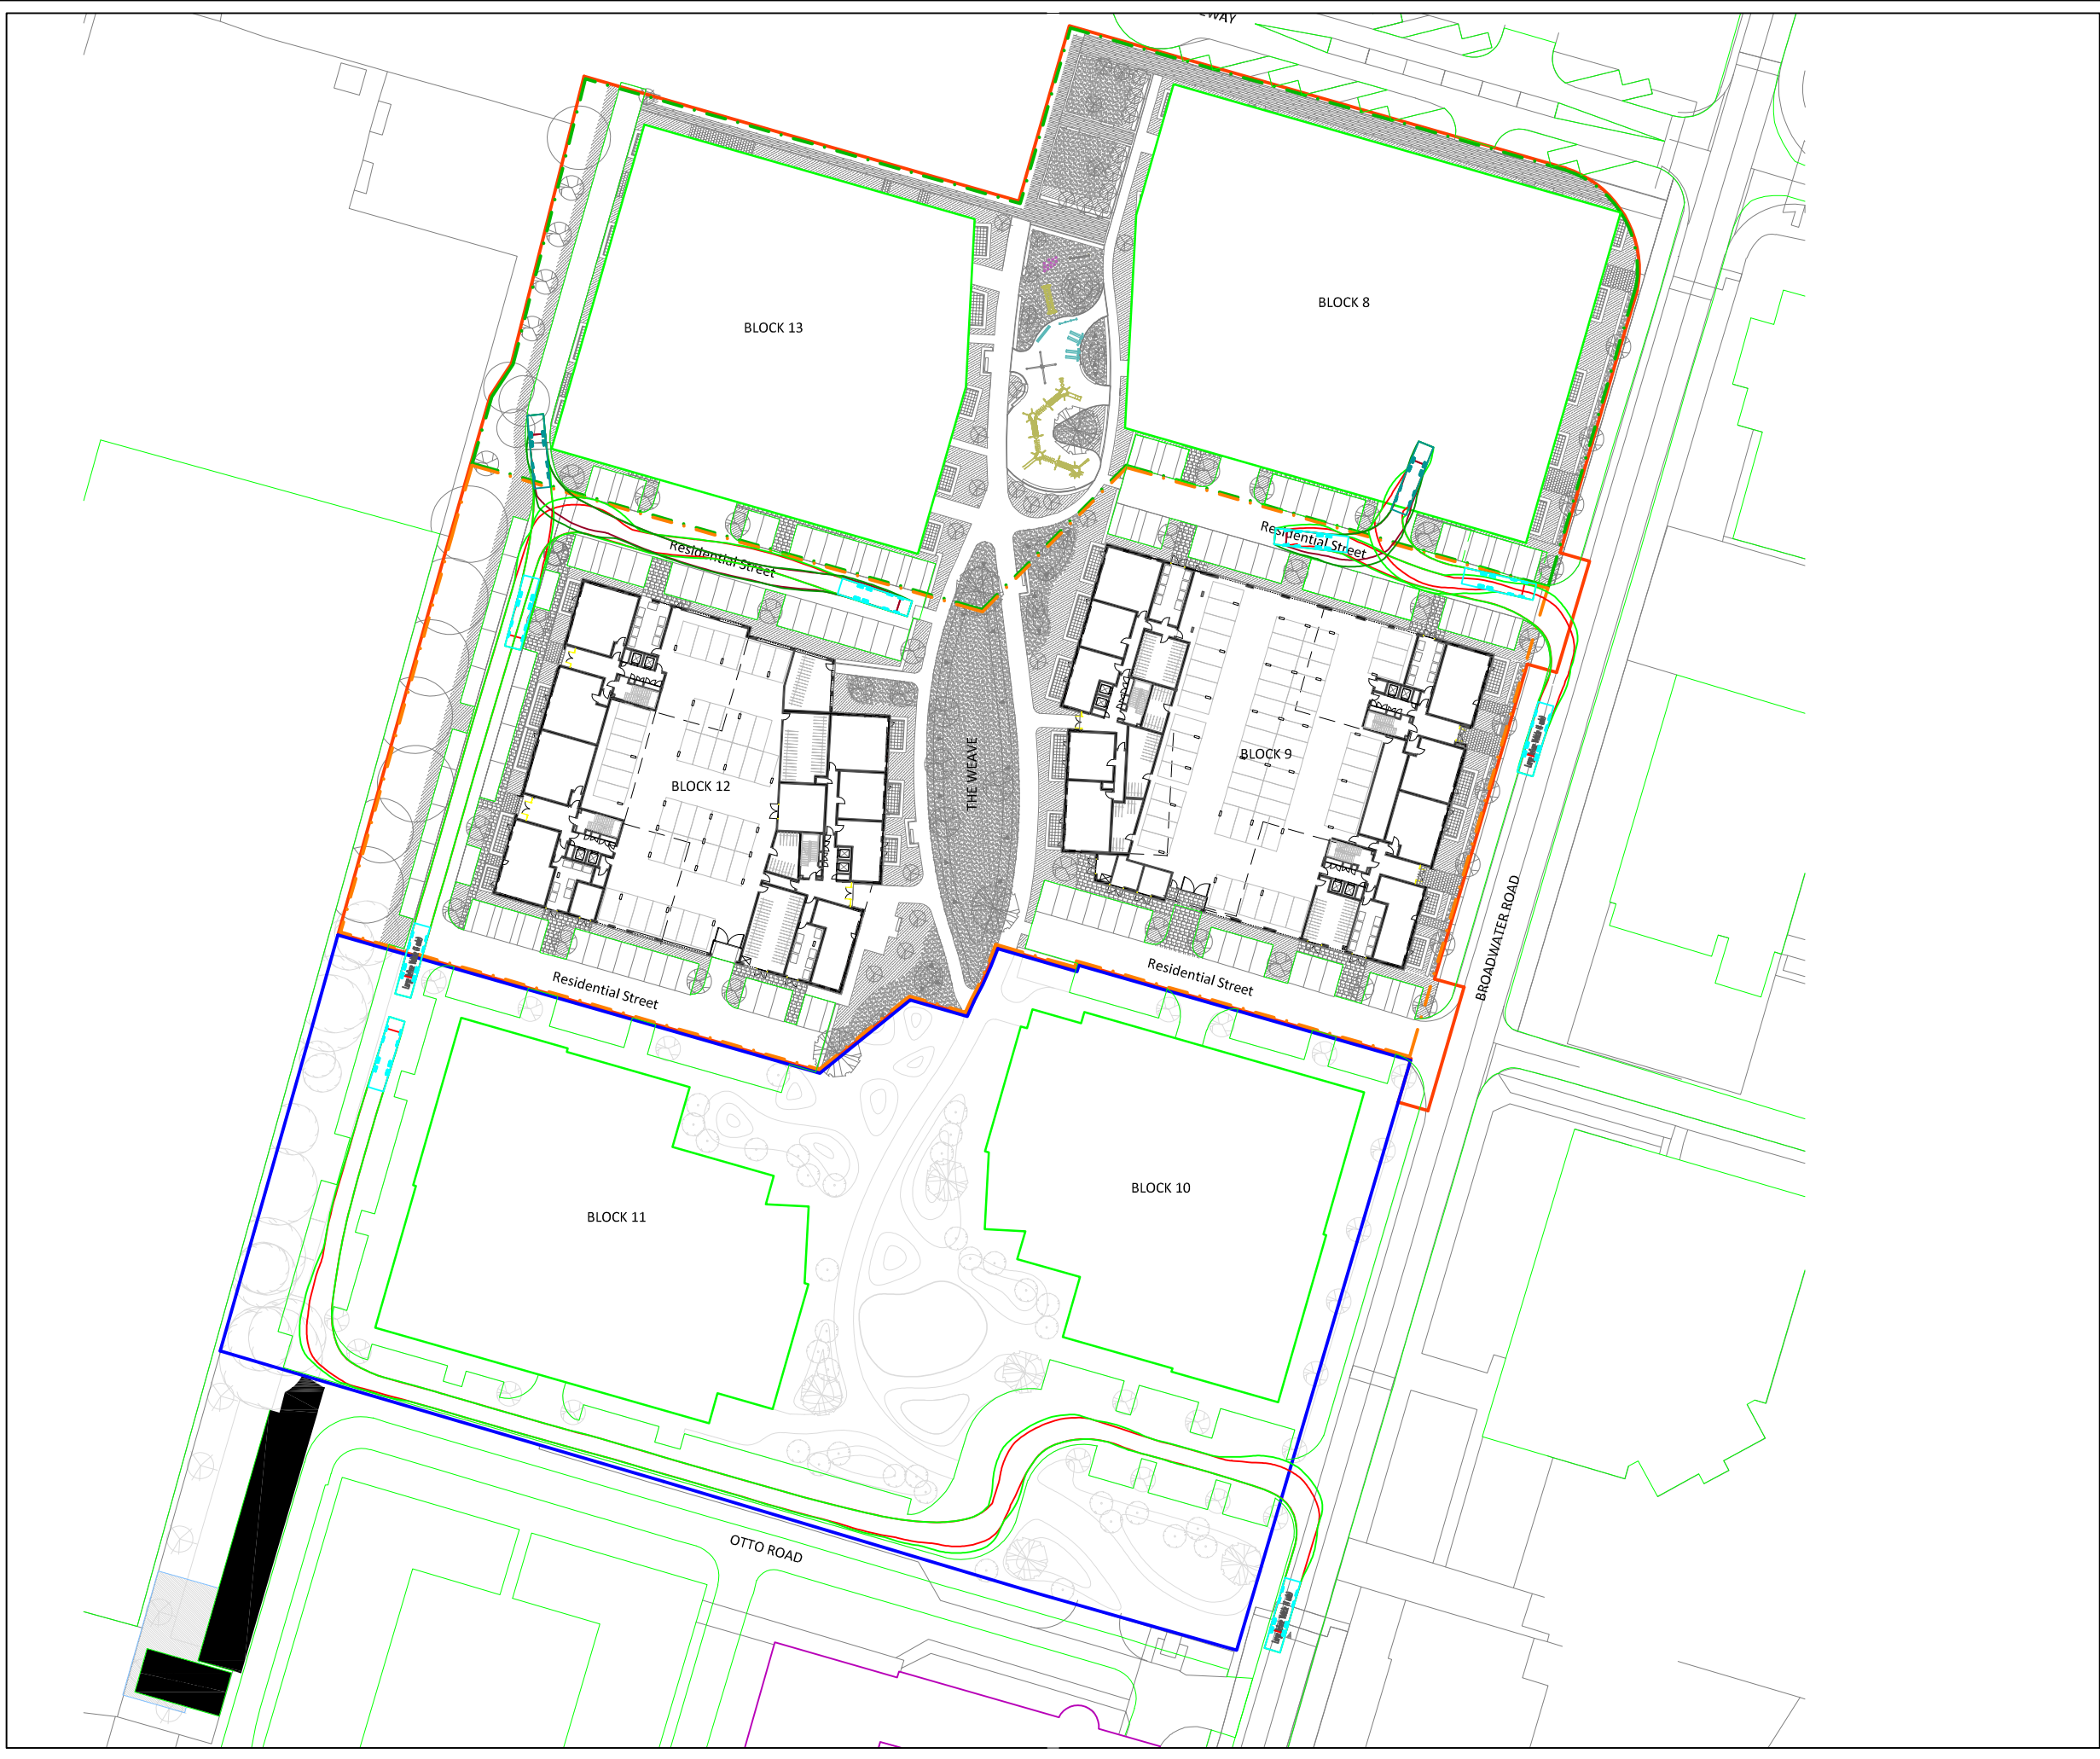 BLOCK 8
BLOCK 13
Residential Street
Residential Street
THE WEAVE
BLOCK 9
BLOCK 12
BROADWATER ROAD
Residential Street
Residential Street
BLOCK 10
BLOCK 11
OTTO ROAD